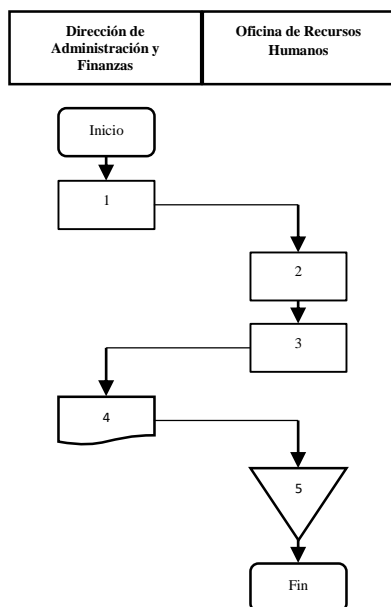 Dirección de
Administración y
Finanzas
Oficina de Recursos
Humanos
Inicio
1
2
3
4
5
Fin